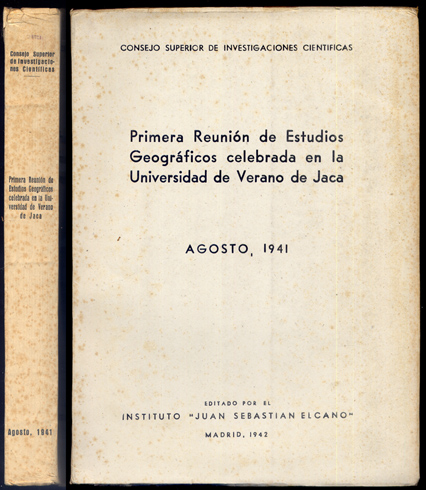 Consejo Superior
de Investigacio-
nes Científicas
Primera Reunión de
Estudios Geográficos
celebrada en la Uni-
versidad de Verano
de Jaca
Agosto, 1941
CONSEJO SUPERIOR DE INVESTIGACIONES CIENTIFICAS
Primera Reunión de Estudios
Geográficos celebrada en la
Universidad de Verano de Jaca
AGOSTO, 1941
EDITADO POR EL
INSTITUTO "JUAN SEBASTIAN ELCANO"
MADRID, 1942